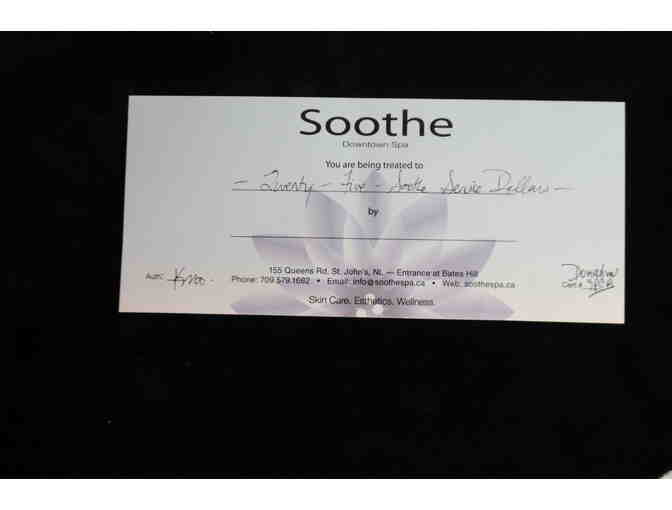 Soothe
Downtown Spa
You are being treated to
- Twenty - Five - Soothe Service Dollars -
by
155 Queens Rd. St. John's, NL — Entrance at Bates Hill
Auth:
Phone: 709.579.1662 • Email: info@soothespa.ca • Web: soothespa.ca
Donation
Cert #
Skin Care. Esthetics. Wellness.